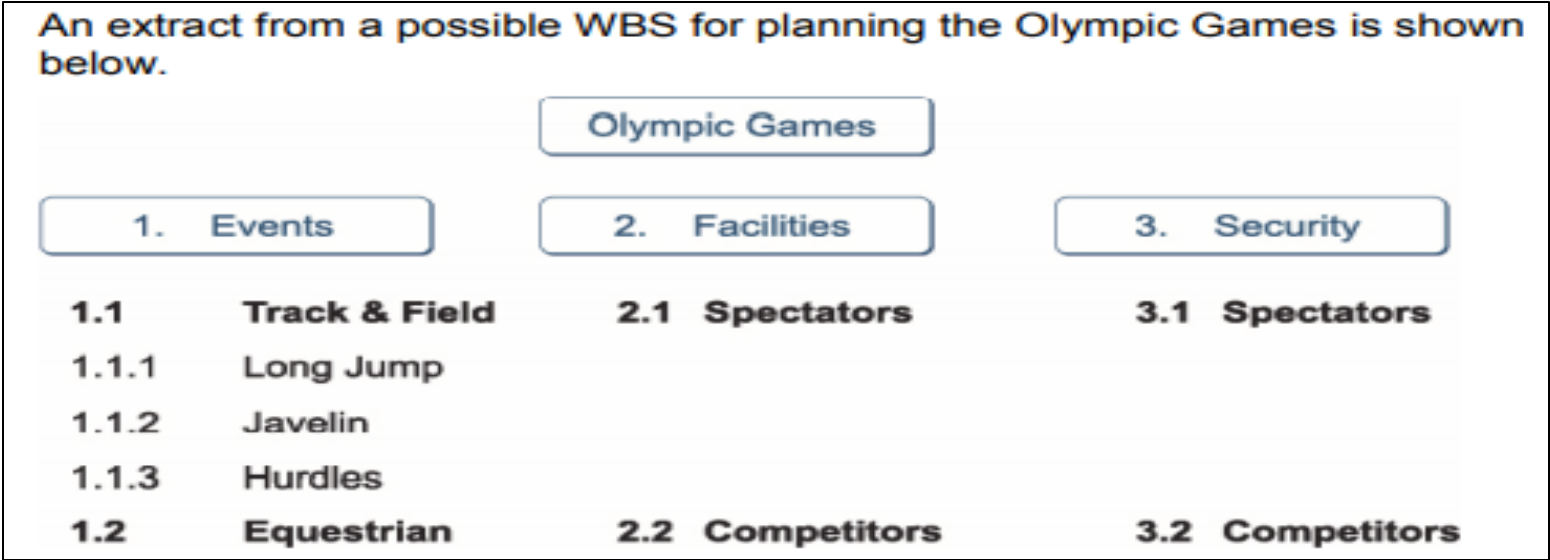 An extract from a possible WBS for planning the Olympic Games is shown
below.
Olympic Games
1. Events 2. Facilities 3. Security
1.1 Track & Field 2.1 Spectators 3.1 Spectators
1.1.1 Long Jump
1.1.2 Javelin
1.1.3 Hurdles
1.2 Equestrian 2.2 Competitors 3.2 Competitors